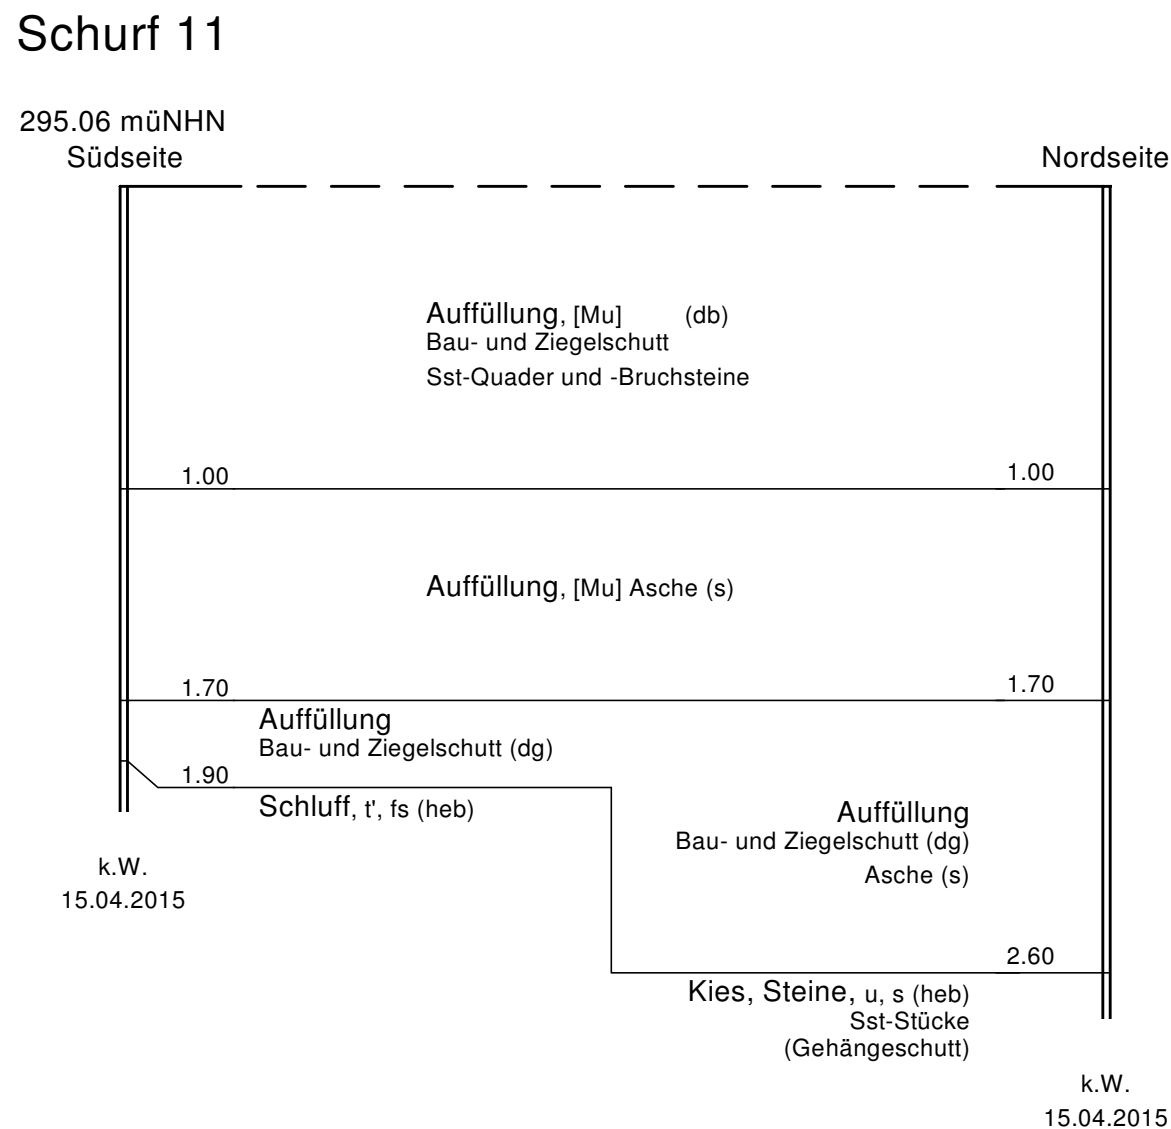 Schurf 11
295.06 müNHN
Südseite
Nordseite
Auffüllung, [Mu] (db)
Bau- und Ziegelschutt
Sst-Quader und -Bruchsteine
1.00
1.00
Auffüllung, [Mu] Asche (s)
1.70
1.70
Auffüllung
Bau- und Ziegelschutt (dg)
1.90
Schluff, t', fs (heb)
Auffüllung
Bau- und Ziegelschutt (dg)
Asche (s)
k.W.
15.04.2015
2.60
Kies, Steine, u, s (heb)
Sst-Stücke
(Gehängeschutt)
k.W.
15.04.2015